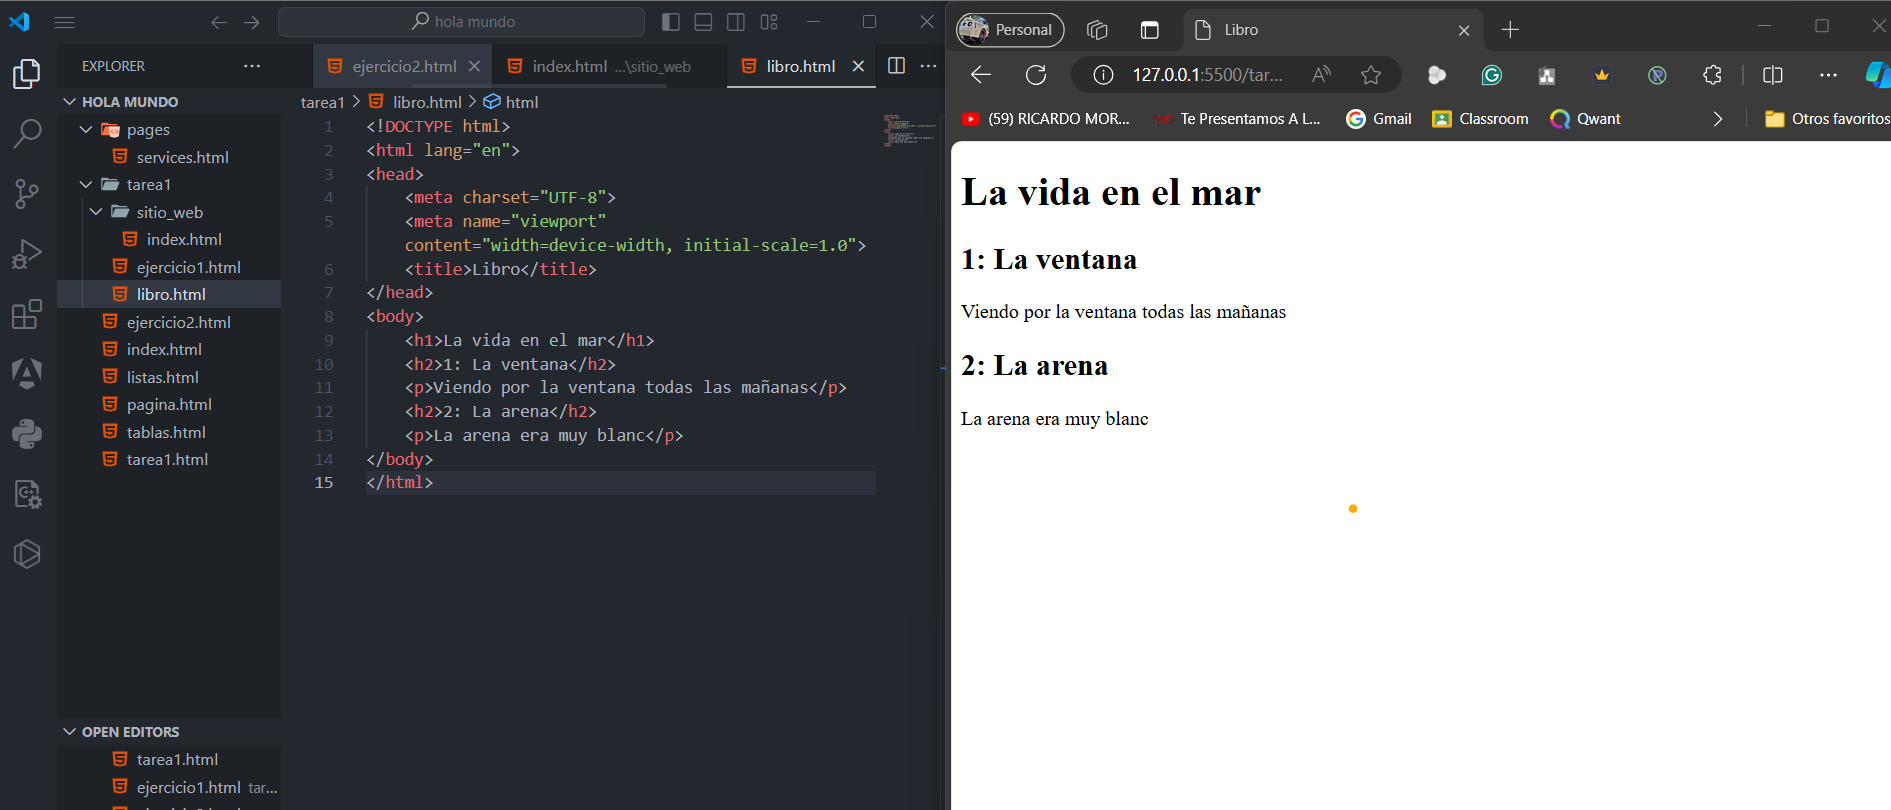 hola mundo
EXPLORER
HOLA MUNDO
pages
services.html
tarea1
sitio_web
index.html
ejercicio1.html
libro.html
ejercicio2.html
index.html
listas.html
pagina.html
tablas.html
tarea1.html
OPEN EDITORS
tarea1.html
ejercicio1.html tar...
ejercicio2.html
index.html ...\sitio_web
libro.html
tarea1 > libro.html > html
1 <!DOCTYPE html>
2 <html lang="en">
3 <head>
4 <meta charset="UTF-8">
5 <meta name="viewport"
content="width=device-width, initial-scale=1.0">
6 <title>Libro</title>
7 </head>
8 <body>
9 <h1>La vida en el mar</h1>
10 <h2>1: La ventana</h2>
11 <p>Viendo por la ventana todas las mañanas</p>
12 <h2>2: La arena</h2>
13 <p>La arena era muy blanc</p>
14 </body>
15 </html>
Personal
Libro
127.0.0.1:5500/tar...
(59) RICARDO MOR...
Te Presentamos A L...
Gmail
Classroom
Qwant
Otros favoritos
La vida en el mar
1: La ventana
Viendo por la ventana todas las mañanas
2: La arena
La arena era muy blanc